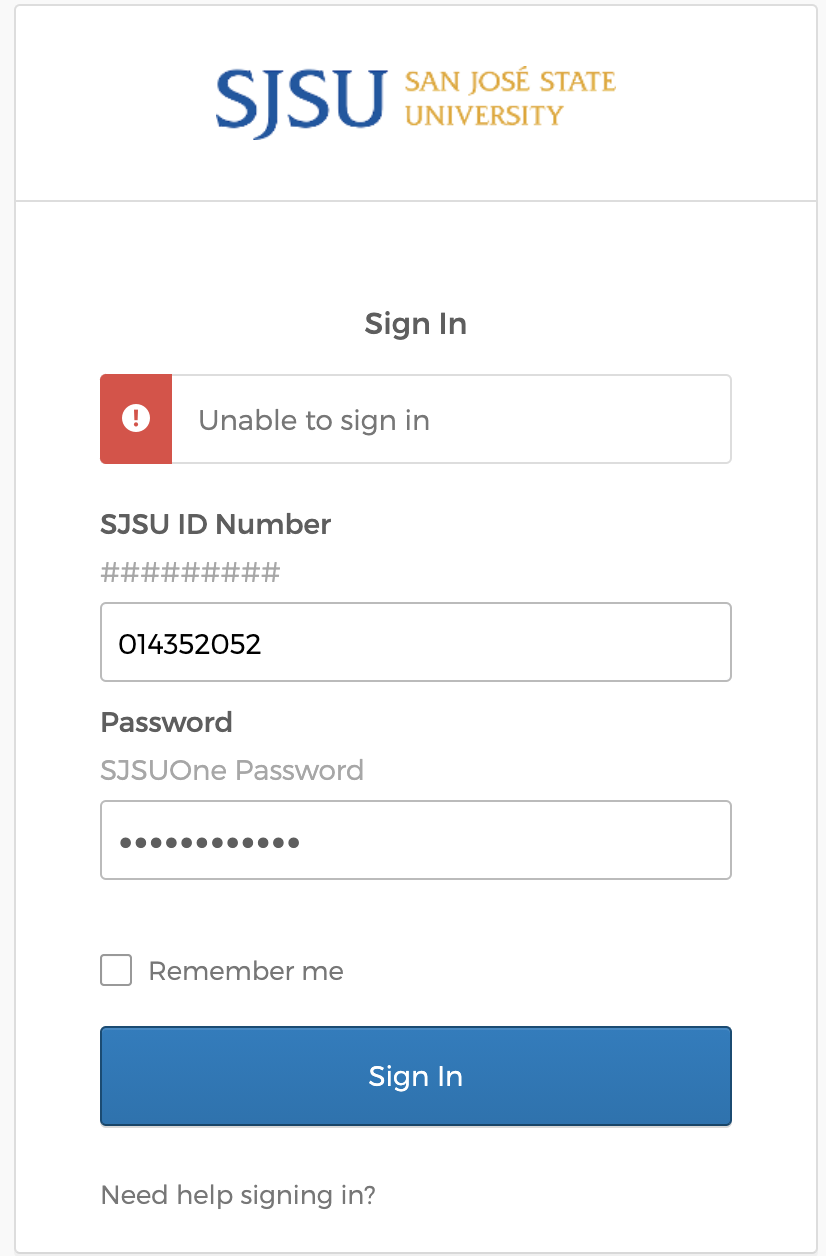 SJSU SAN JOSÉ STATE
UNIVERSITY
Sign In
Unable to sign in
SJSU ID Number
#########
014352052
Password
SJSUOne Password
••••••••••••
Remember me
Sign In
Need help signing in?